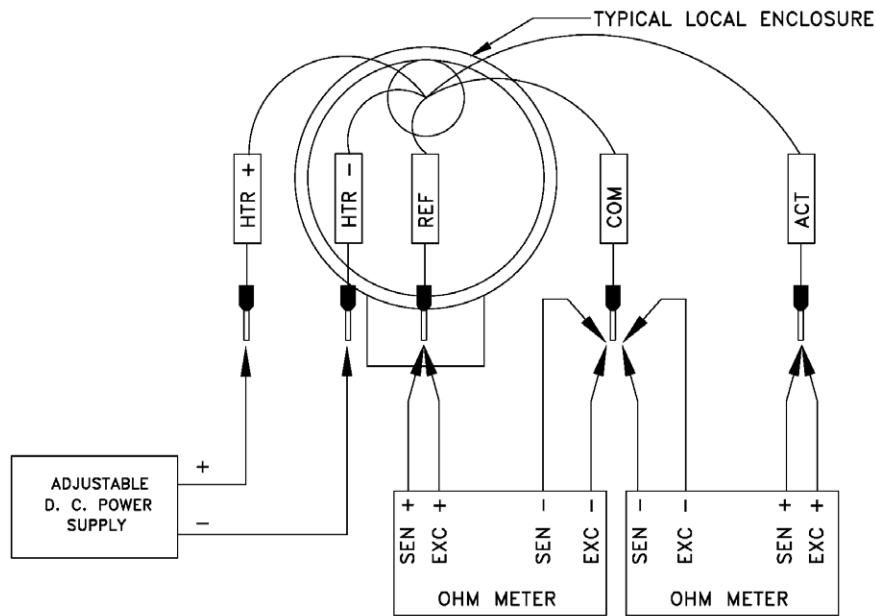 TYPICAL LOCAL ENCLOSURE
HTR +
HTR -
REF
COM
ACT
+
-
ADJUSTABLE
D. C. POWER
SUPPLY
SEN +
EXC +
SEN -
EXC -
OHM METER
SEN -
EXC -
SEN +
EXC +
OHM METER